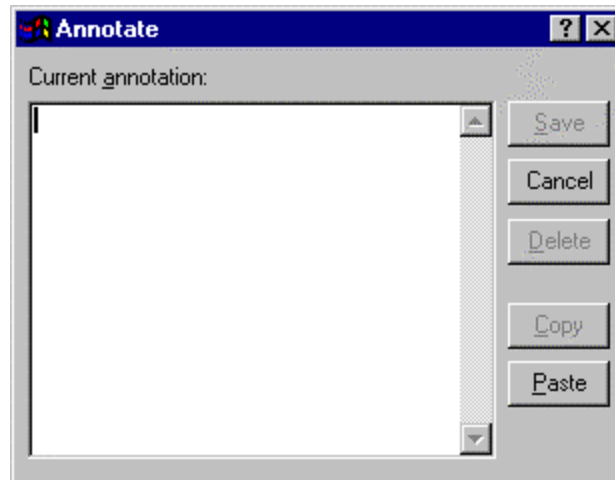 Annotate
Current annotation:
Save
Cancel
Delete
Copy
Paste